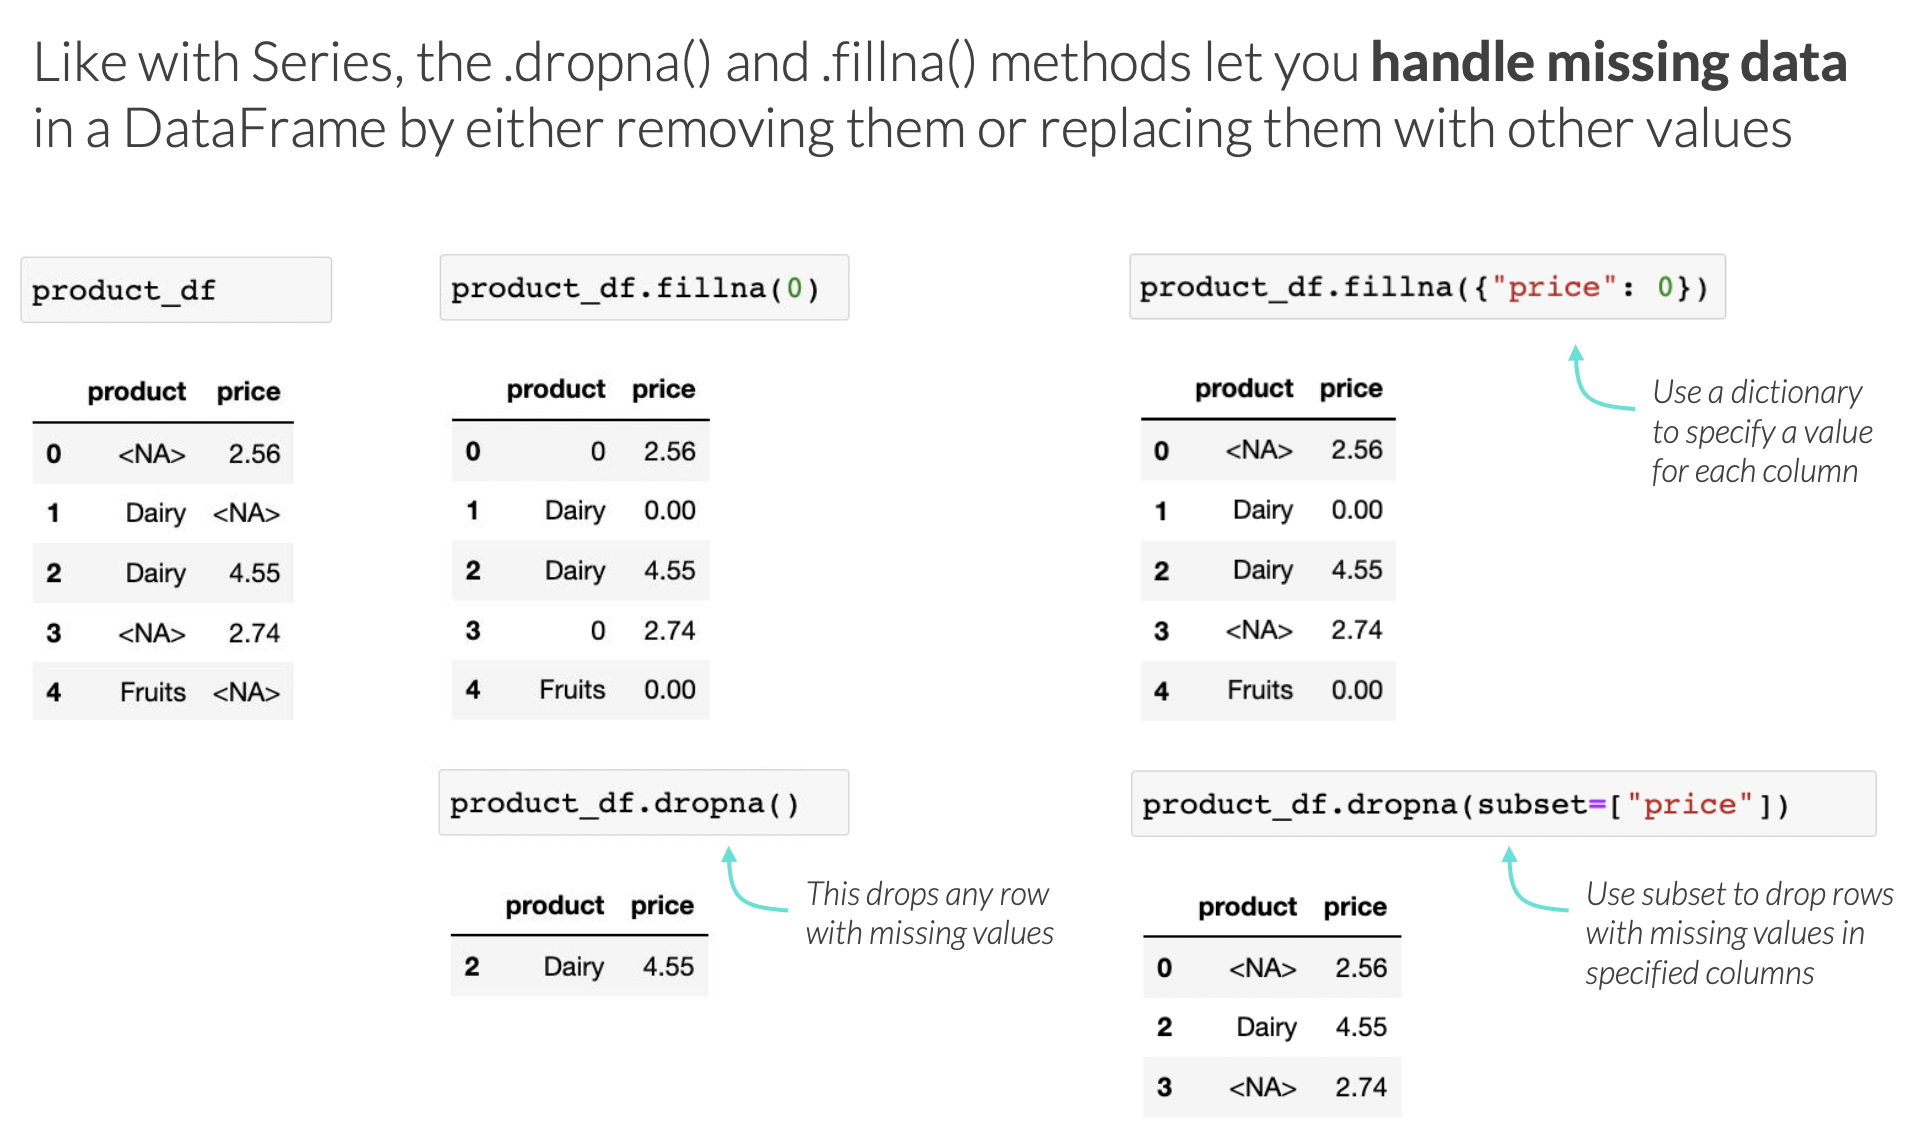 Like with Series, the .dropna() and .fillna() methods let you handle missing data
in a DataFrame by either removing them or replacing them with other values
product_df
product price
0 <NA> 2.56
1 Dairy <NA>
2 Dairy 4.55
3 <NA> 2.74
4 Fruits <NA>
product_df.fillna(0)
product price
0 0 2.56
1 Dairy 0.00
2 Dairy 4.55
3 0 2.74
4 Fruits 0.00
product_df.fillna({"price": 0})
product price
0 <NA> 2.56
1 Dairy 0.00
2 Dairy 4.55
3 <NA> 2.74
4 Fruits 0.00
Use a dictionary
to specify a value
for each column
product_df.dropna()
product price
2 Dairy 4.55
This drops any row
with missing values
product_df.dropna(subset=["price"])
product price
0 <NA> 2.56
2 Dairy 4.55
3 <NA> 2.74
Use subset to drop rows
with missing values in
specified columns